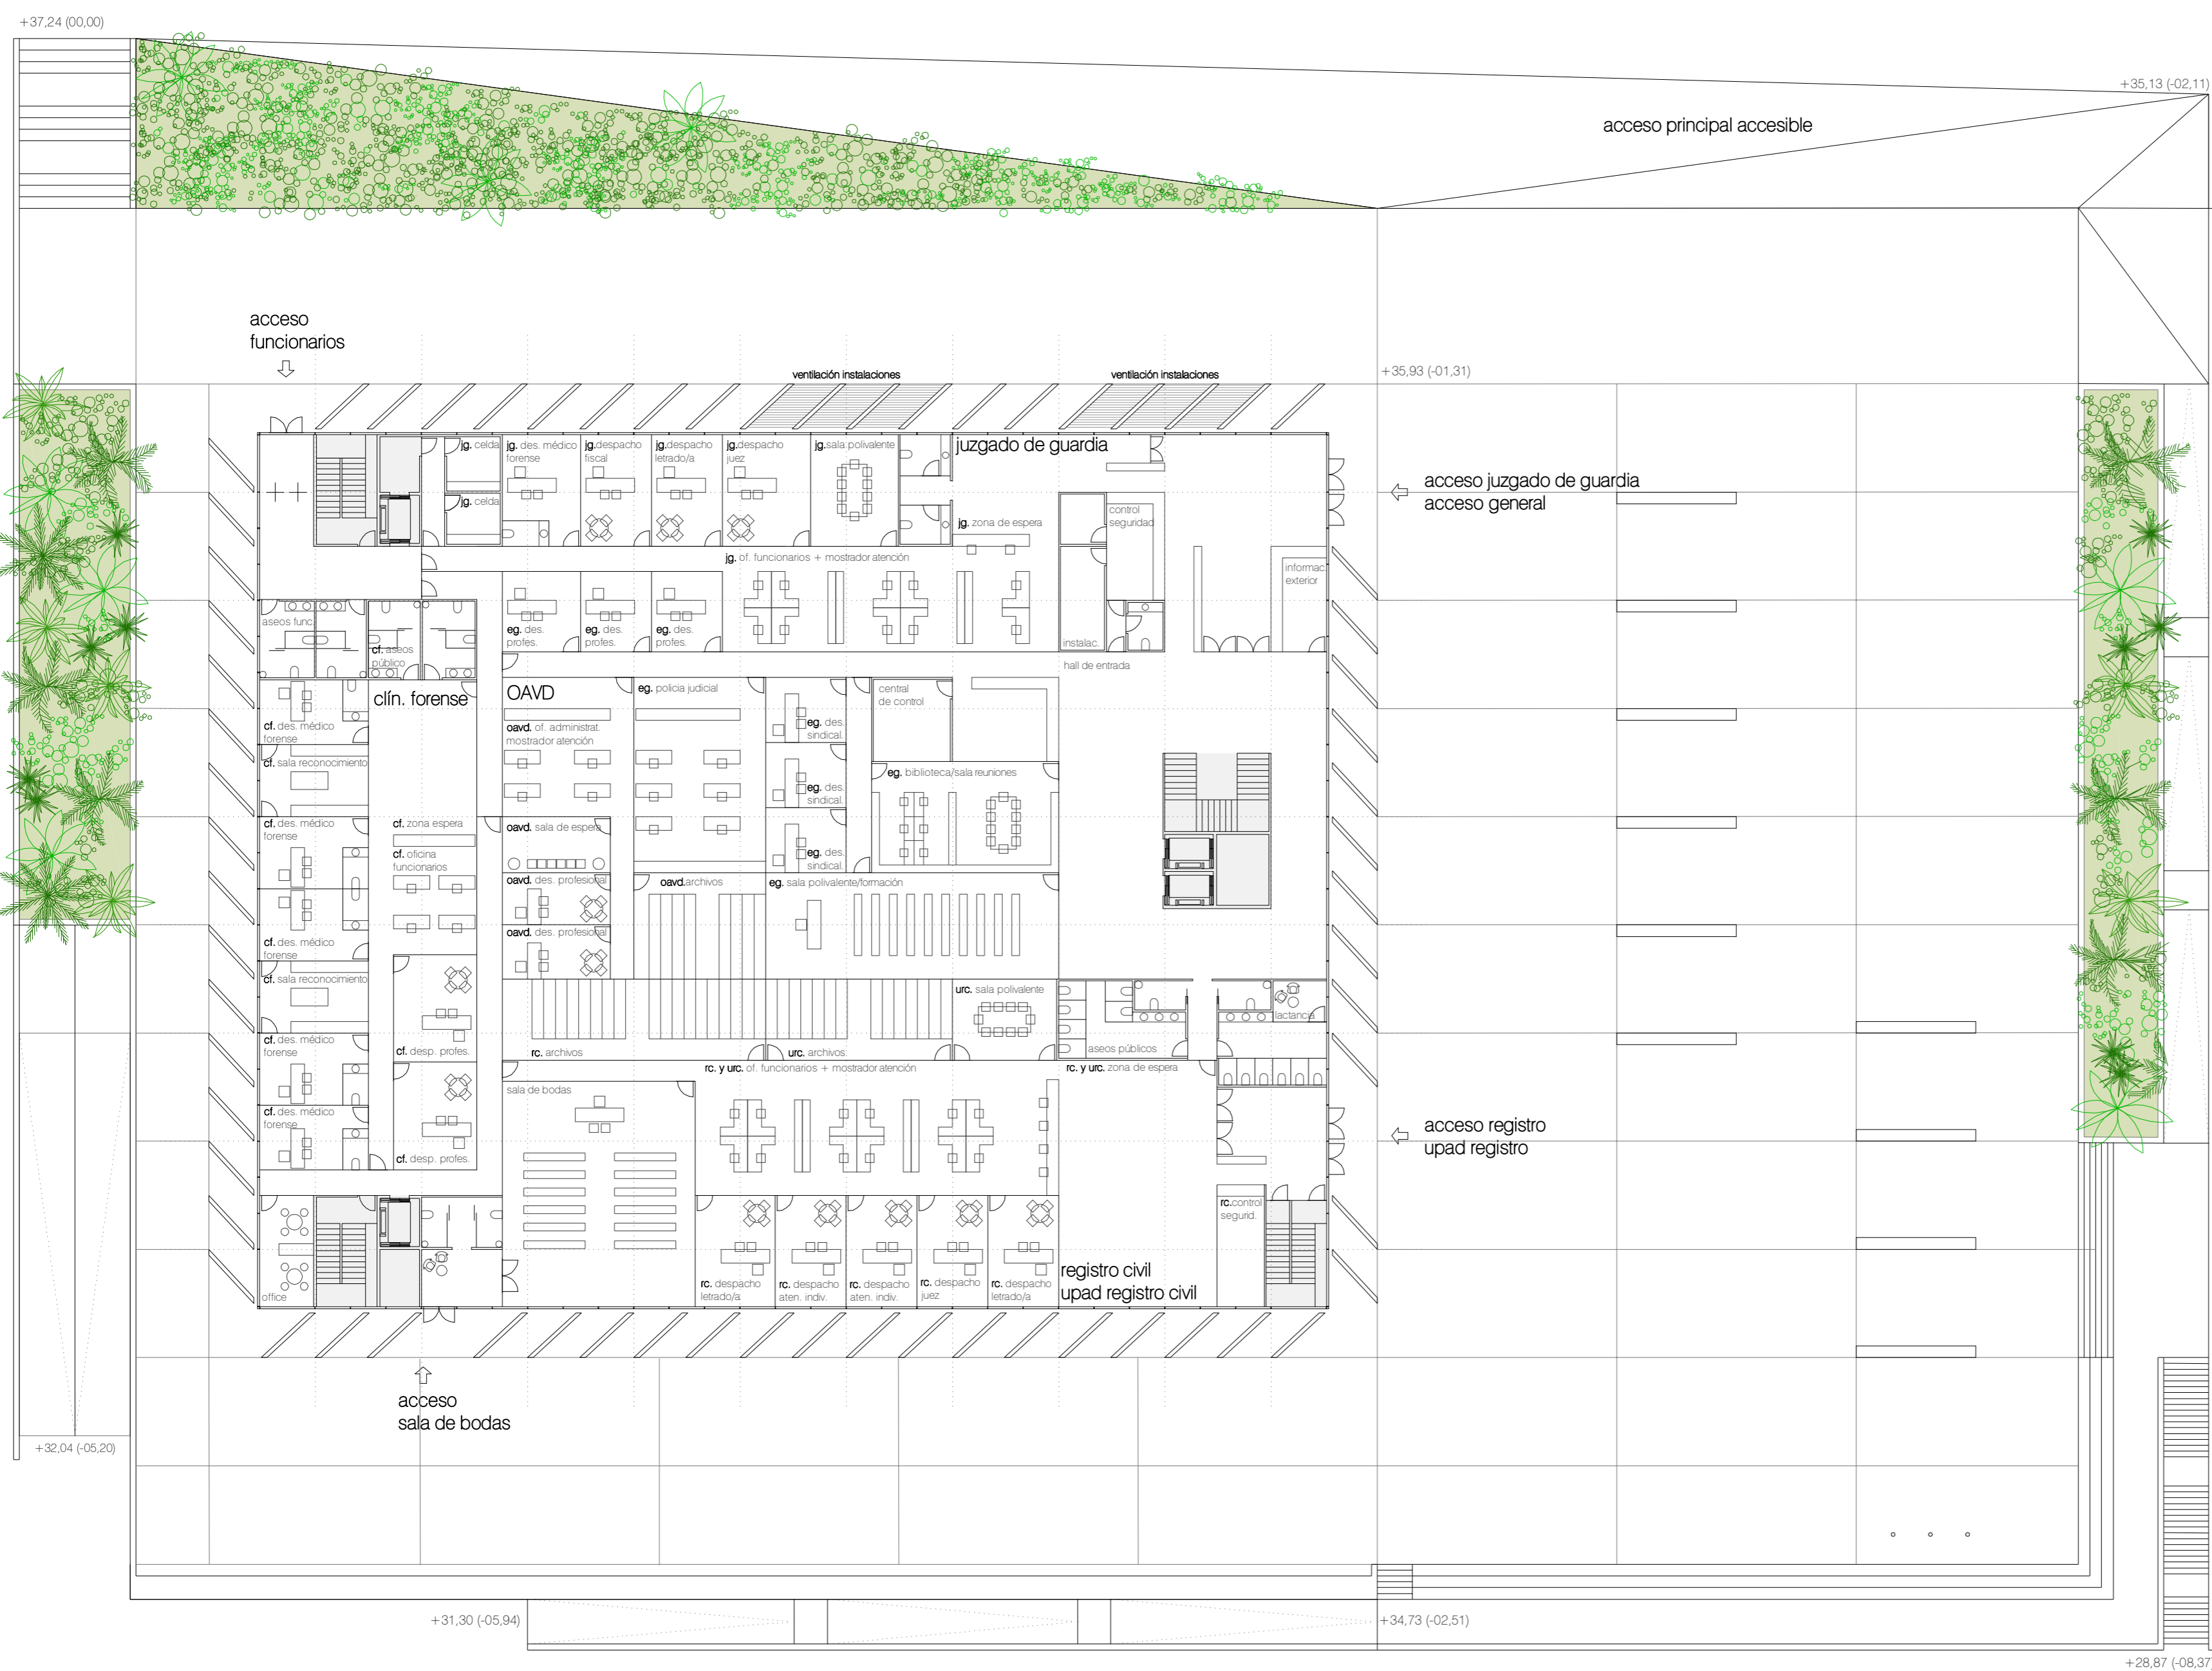 +37,24 (00,00)
+35,13 (-02,11)
acceso principal accesible
acceso
funcionarios
ventilación instalaciones
ventilación instalaciones
+35,93 (-01,31)
jg. celda
jg. des. médico
forense
jg.despacho
fiscal
jg.despacho
letrado/a
jg.despacho
juez
jg.sala polivalente
juzgado de guardia
acceso juzgado de guardia
acceso general
jg. celda
control
seguridad
jg. zona de espera
jg. of. funcionarios + mostrador atención
informac.
exterior
aseos func.
cf. aseos
público
eg. des.
profes.
eg. des.
profes.
eg. des.
profes.
instalac.
hall de entrada
clín. forense
OAVD
eg. policia judicial
central
de control
cf. des. médico
forense
oavd. of. administrat.
mostrador atención
eg. des.
sindical.
cf. sala reconocimiento
eg. biblioteca/sala reuniones
eg. des.
sindical.
cf. des. médico
forense
cf. zona espera
oavd. sala de espera
cf. oficina
funcionarios
eg. des.
sindical.
oavd. des. profesional
oavd.archivos
eg. sala polivalente/formación
oavd. des. profesional
cf. des. médico
forense
cf. sala reconocimiento
urc. sala polivalente
lactancia
cf. des. médico
forense
cf. desp. profes.
rc. archivos
urc. archivos
aseos públicos
rc. y urc. of. funcionarios + mostrador atención
rc. y urc. zona de espera
sala de bodas
cf. des. médico
forense
cf. desp. profes.
acceso registro
upad registro
rc.control
segurid.
office
rc. despacho
letrado/a
rc. despacho
aten. indiv.
rc. despacho
aten. indiv.
rc. despacho
juez
rc. despacho
letrado/a
registro civil
upad registro civil
acceso
sala de bodas
+32,04 (-05,20)
+31,30 (-05,94)
+34,73 (-02,51)
+28,87 (-08,37)